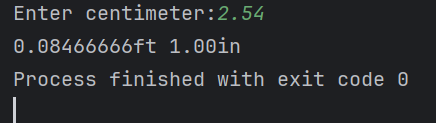 Enter centimeter:2.54
0.08466666ft 1.00in
Process finished with exit code 0